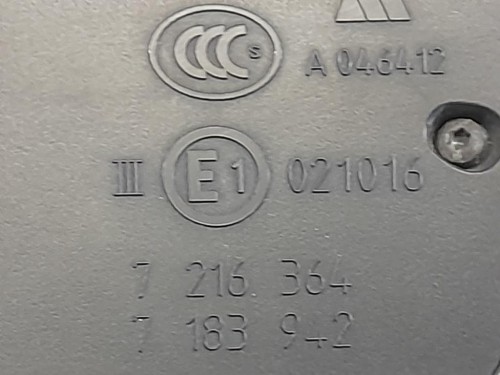 CCC S
A 046412
III E1 021016
7 216 364
7 183 942